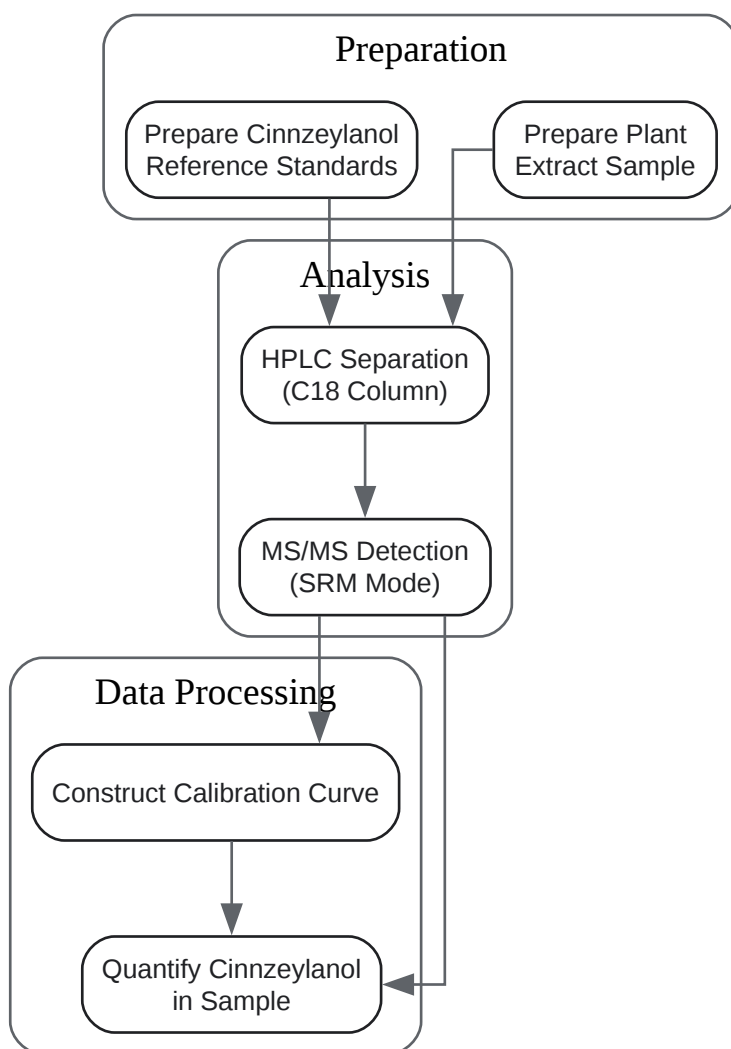 Preparation
Prepare Cinnzeylanol
Reference Standards
Prepare Plant
Extract Sample
Analysis
HPLC Separation
(C18 Column)
MS/MS Detection
(SRM Mode)
Data Processing
Construct Calibration Curve
Quantify Cinnzeylanol
in Sample